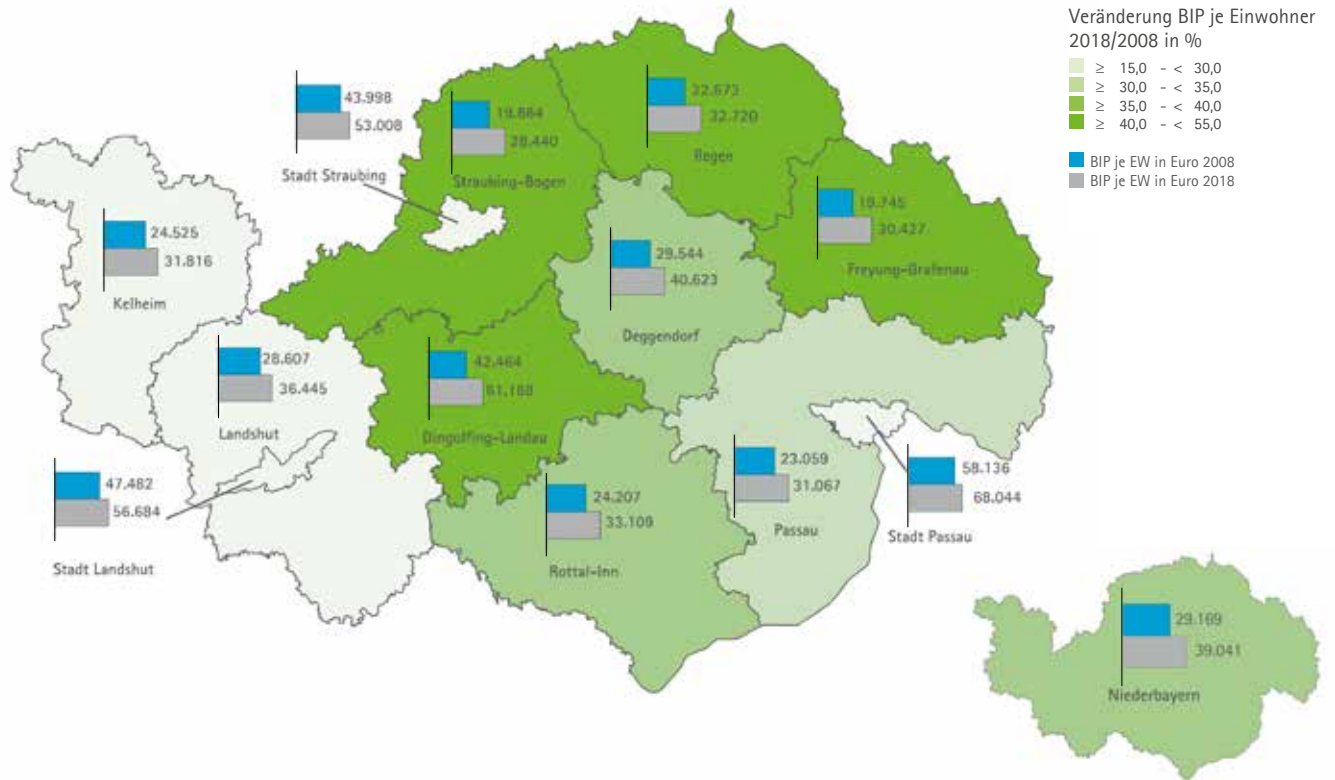 Veränderung BIP je Einwohner
2018/2008 in %
≥ 15,0 - < 30,0
≥ 30,0 - < 35,0
≥ 35,0 - < 40,0
≥ 40,0 - < 55,0
BIP je EW in Euro 2008
BIP je EW in Euro 2018
43.998
53.008
Stadt Straubing
28.440
Straubing-Bogen
22.673
32.720
Regen
24.525
31.816
Kelheim
29.544
40.623
Deggendorf
19.745
30.427
Freyung-Grafenau
28.607
36.445
Landshut
42.464
Dingolfing-Landau
47.482
56.684
Stadt Landshut
24.207
33.109
Rottal-Inn
23.059
31.067
Passau
58.136
68.044
Stadt Passau
29.169
39.041
Niederbayern